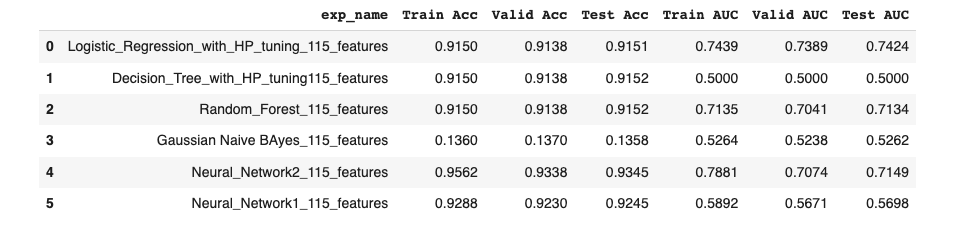 exp_name Train Acc Valid Acc Test Acc Train AUC Valid AUC Test AUC
0 Logistic_Regression_with_HP_tuning_115_features 0.9150 0.9138 0.9151 0.7439 0.7389 0.7424
1 Decision_Tree_with_HP_tuning115_features 0.9150 0.9138 0.9152 0.5000 0.5000 0.5000
2 Random_Forest_115_features 0.9150 0.9138 0.9152 0.7135 0.7041 0.7134
3 Gaussian Naive BAyes_115_features 0.1360 0.1370 0.1358 0.5264 0.5238 0.5262
4 Neural_Network2_115_features 0.9562 0.9338 0.9345 0.7881 0.7074 0.7149
5 Neural_Network1_115_features 0.9288 0.9230 0.9245 0.5892 0.5671 0.5698